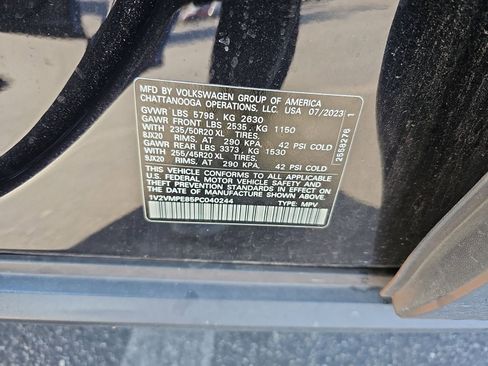 MFD BY VOLKSWAGEN GROUP OF AMERICA
CHATTANOOGA OPERATIONS, LLC. USA 07/2023
GVWR LBS 5798, KG 2630
GAWR FRONT LBS 2535, KG 1150
WITH 235/50R20 XL TIRES,
8JX20 RIMS, AT 290 KPA, 42 PSI COLD
GAWR REAR LBS 3373, KG 1530
WITH 255/45R20 XL TIRES,
9JX20 RIMS, AT 290 KPA, 42 PSI COLD
THIS VEHICLE CONFORMS TO ALL APPLICABLE
U.S. FEDERAL MOTOR VEHICLE SAFETY AND
THEFT PREVENTION STANDARDS IN EFFECT ON
THE DATE OF MANUFACTURE SHOWN ABOVE.
1V2VMPE85PC040244 TYPE: MPV
2568276 1